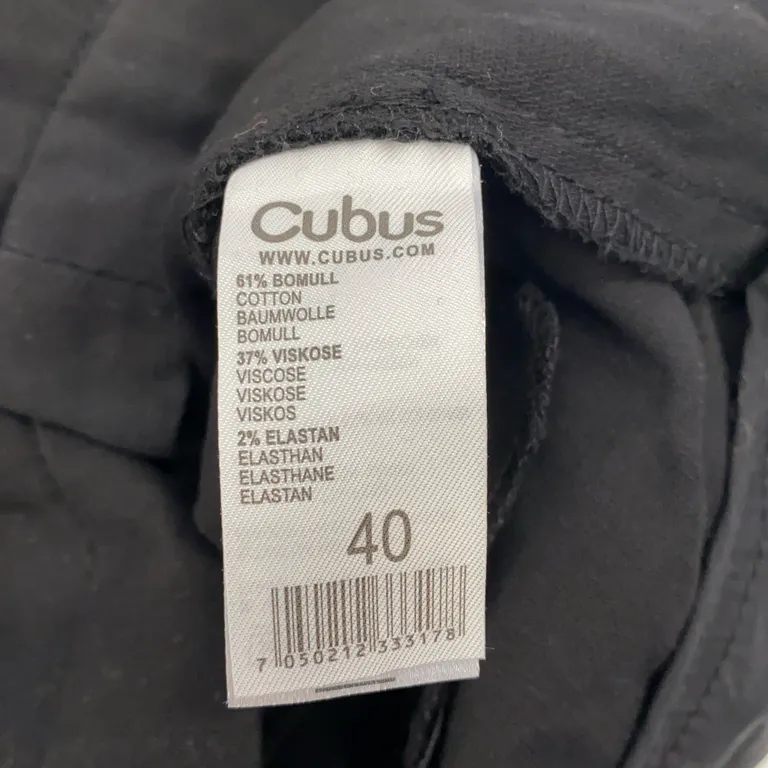 Cubus
WWW.CUBUS.COM
61% BOMULL
COTTON
BAUMWOLLE
BOMULL
37% VISKOSE
VISCOSE
VISKOSE
VISKOS
2% ELASTAN
ELASTHAN
ELASTHANE
ELASTAN
40
7 050212 333178